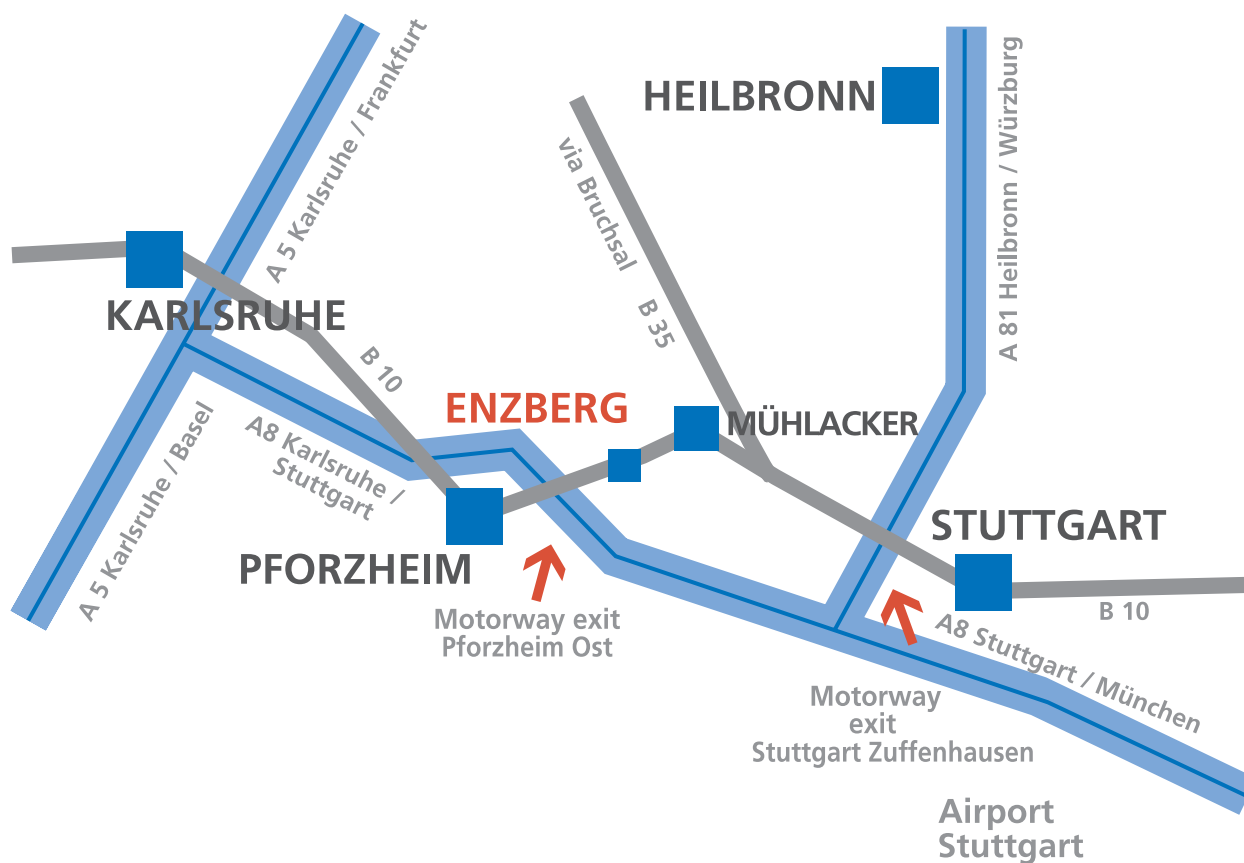 HEILBRONN
A 5 Karlsruhe / Frankfurt
via Bruchsal
B 35
A 81 Heilbronn / Würzburg
KARLSRUHE
B 10
ENZBERG
MÜHLACKER
A 5 Karlsruhe / Basel
A8 Karlsruhe /
Stuttgart
PFORZHEIM
STUTTGART
Motorway exit
Pforzheim Ost
B 10
A8 Stuttgart / München
Motorway
exit
Stuttgart Zuffenhausen
Airport
Stuttgart